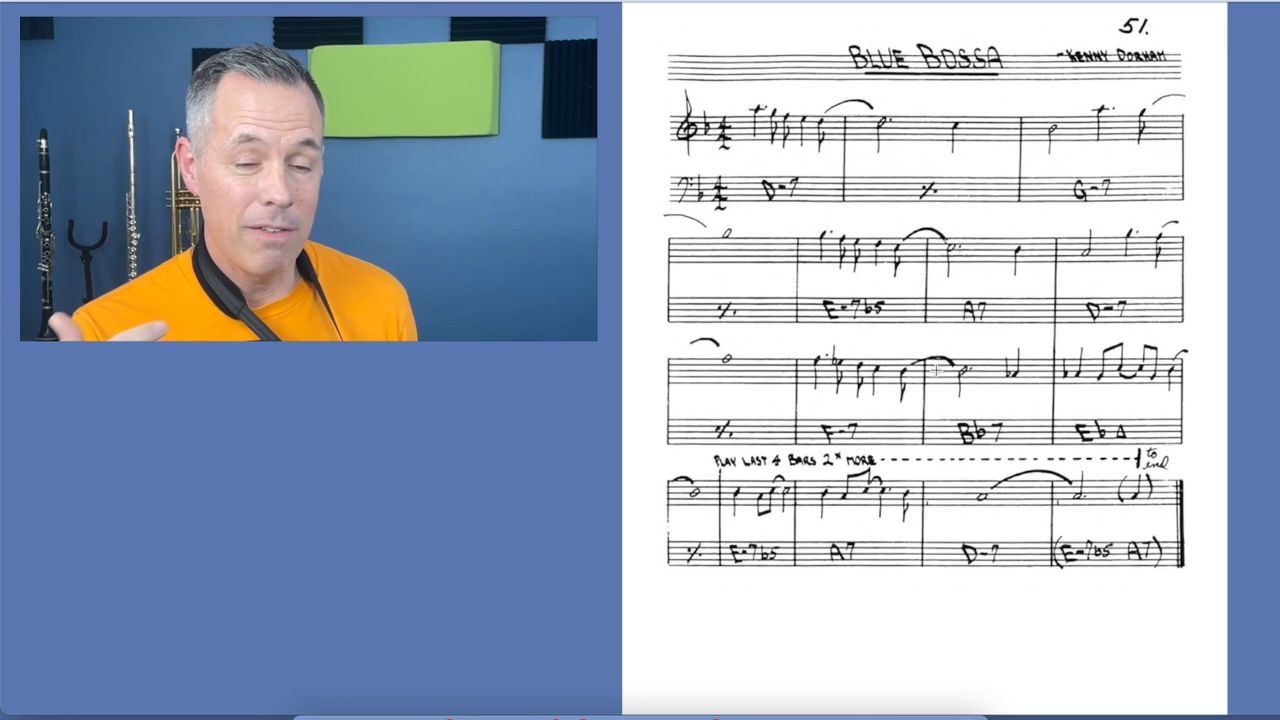 51.
BLUE BOSSA
-KENNY DORHAM
D-7 ٪ G-7
٪ E-7b5 A7 D-7
٪ F-7 Bb7 Eb Δ
PLAY LAST 4 BARS 2x MORE to end
٪ E-7b5 A7 D-7 (E-7b5 A7)